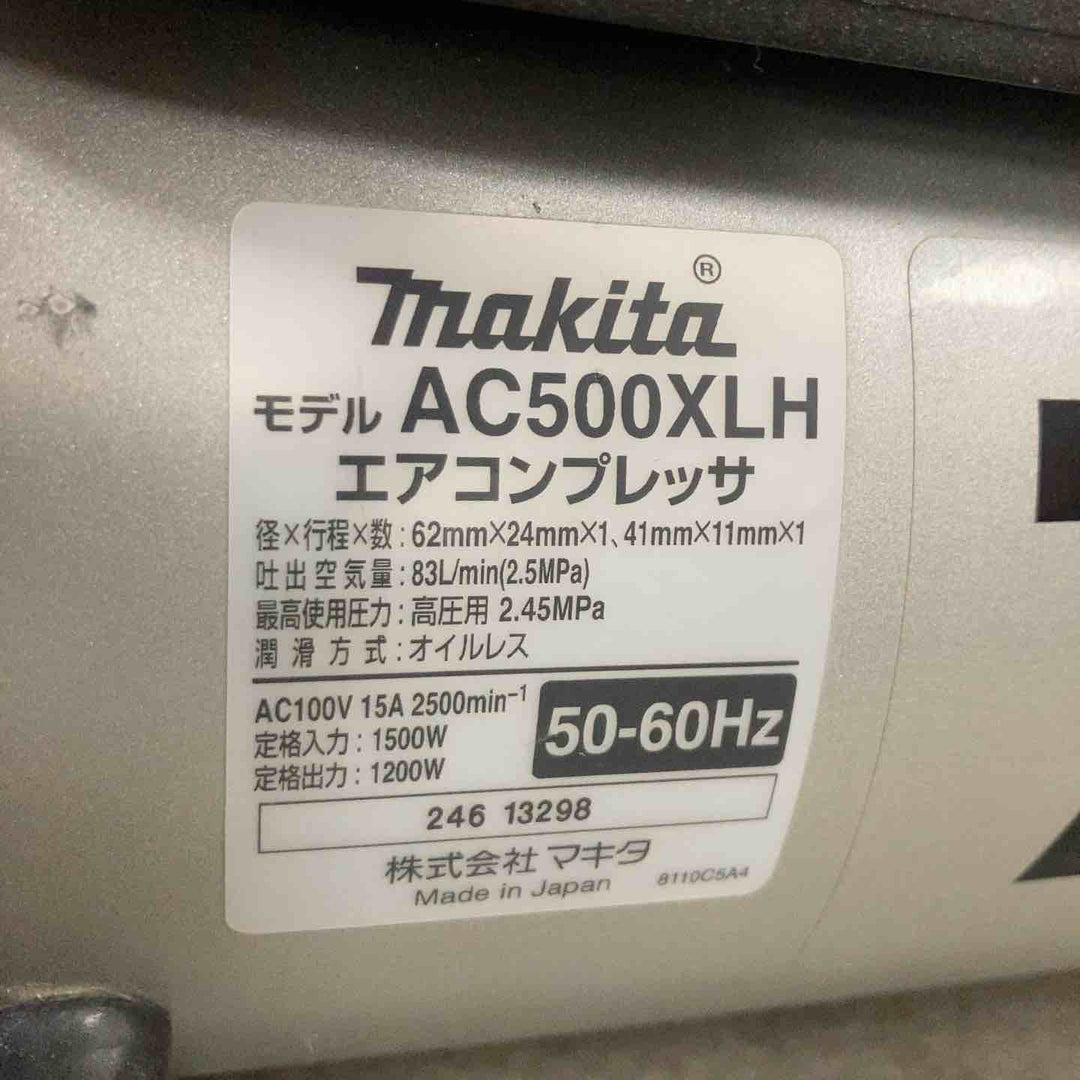 makita®
モデル AC500XLH
エアコンプレッサ
径×行程×数:62mm×24mm×1、41mm×11mm×1
吐出空気量:83L/min(2.5MPa)
最高使用圧力:高圧用 2.45MPa
潤滑方式:オイルレス
AC100V 15A 2500min⁻¹
50-60Hz
定格入力:1500W
定格出力:1200W
246 13298
株式会社 マキタ
Made in Japan 8110C5A4